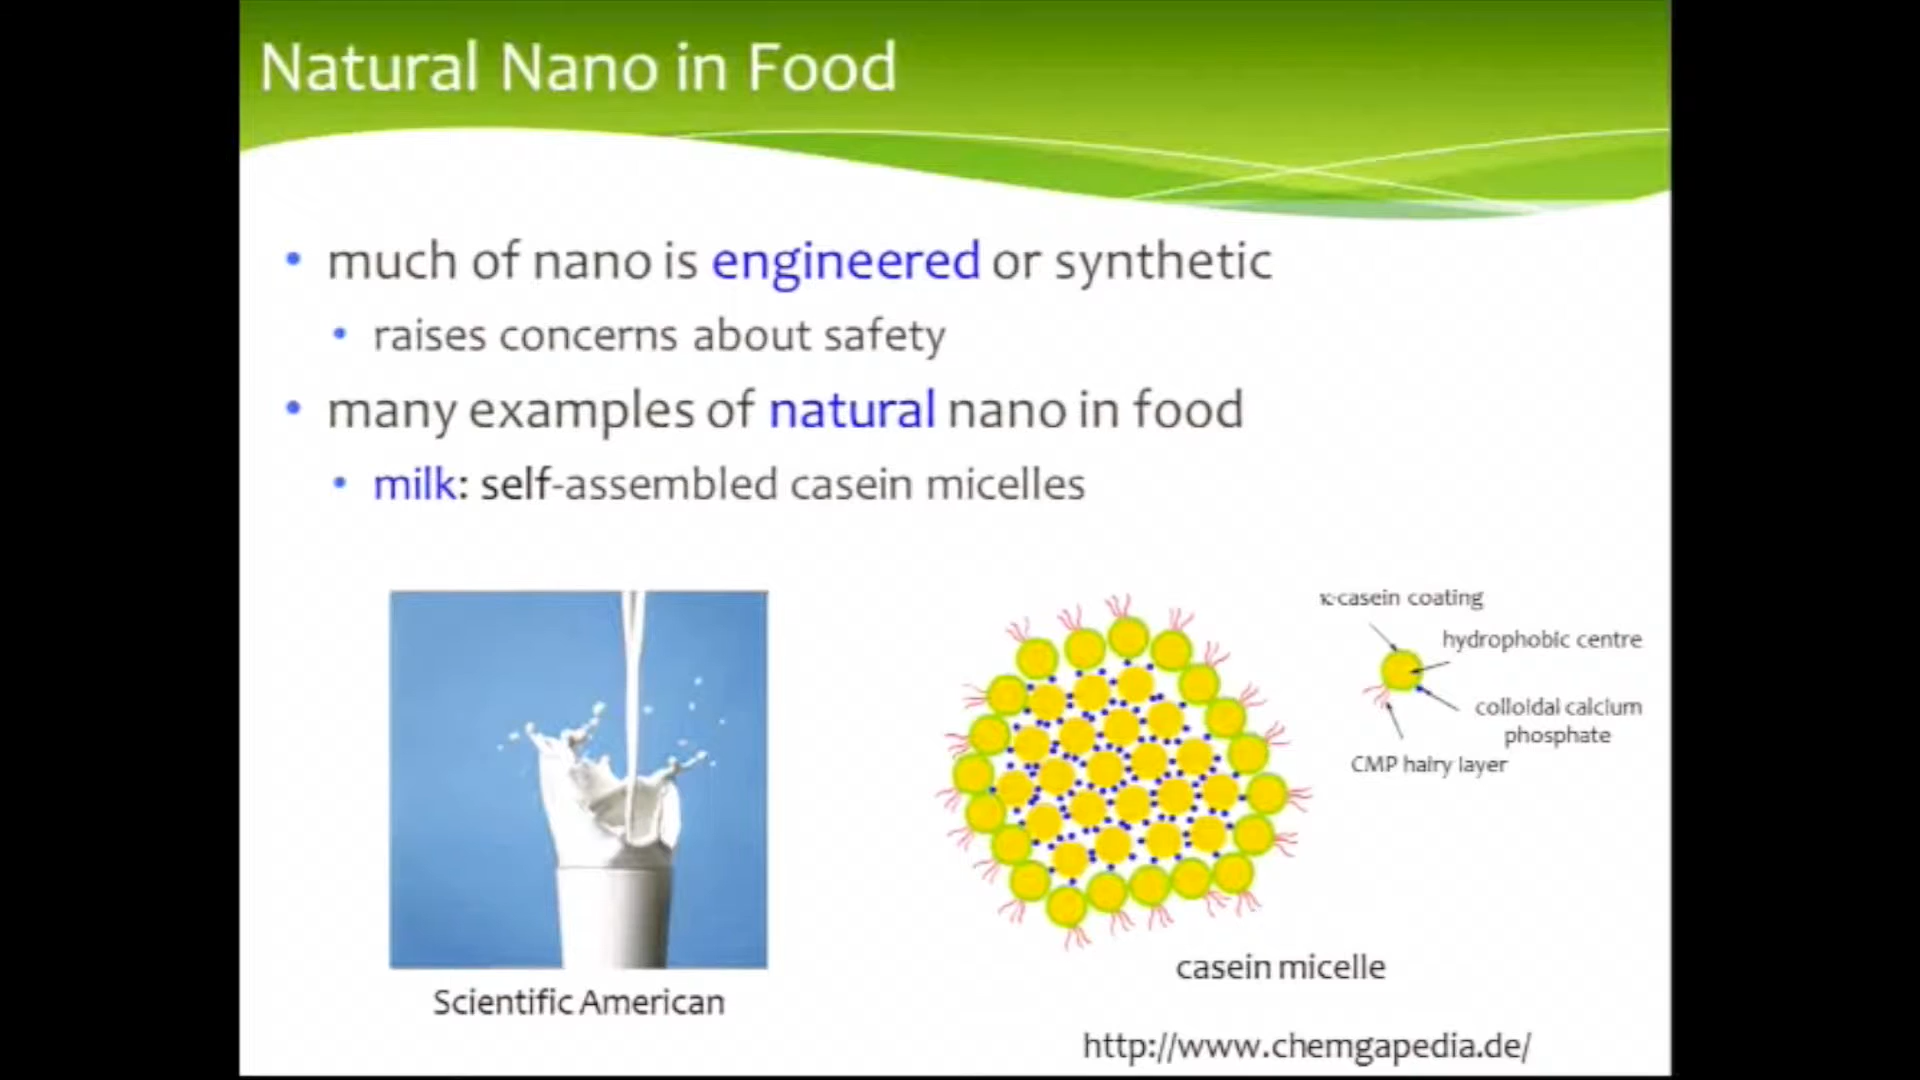 Natural Nano in Food
much of nano is engineered or synthetic
raises concerns about safety
many examples of natural nano in food
milk: self-assembled casein micelles
κ-casein coating
hydrophobic centre
colloidal calcium
phosphate
CMP hairy layer
casein micelle
Scientific American
http://www.chemgapedia.de/